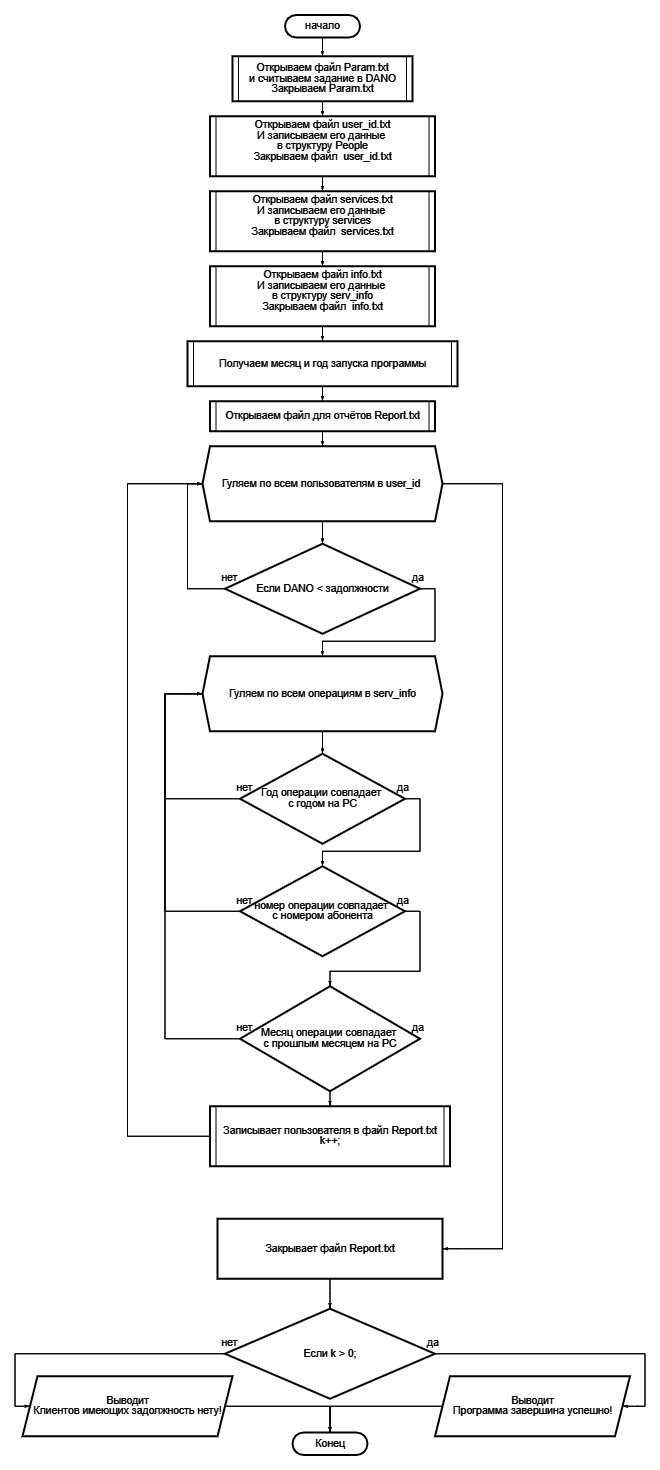 начало
Открываем файл Param.txt
и считываем задание в DANO
Закрываем Param.txt
Открываем файл user_id.txt
И записываем его данные
в структуру People
Закрываем файл user_id.txt
Открываем файл services.txt
И записываем его данные
в структуру services
Закрываем файл services.txt
Открываем файл info.txt
И записываем его данные
в структуру serv_info
Закрываем файл info.txt
Получаем месяц и год запуска программы
Открываем файл для отчётов Report.txt
Гуляем по всем пользователям в user_id
нет
да
Если DANO < задолжности
Гуляем по всем операциям в serv_info
нет
да
Год операции совпадает
с годом на PC
нет
да
номер операции совпадает
с номером абонента
нет
да
Месяц операции совпадает
с прошлым месяцем на PC
Записывает пользователя в файл Report.txt
k++;
Закрывает файл Report.txt
нет
да
Если k > 0;
Выводит
Клиентов имеющих задолжность нету!
Выводит
Программа завершина успешно!
Конец